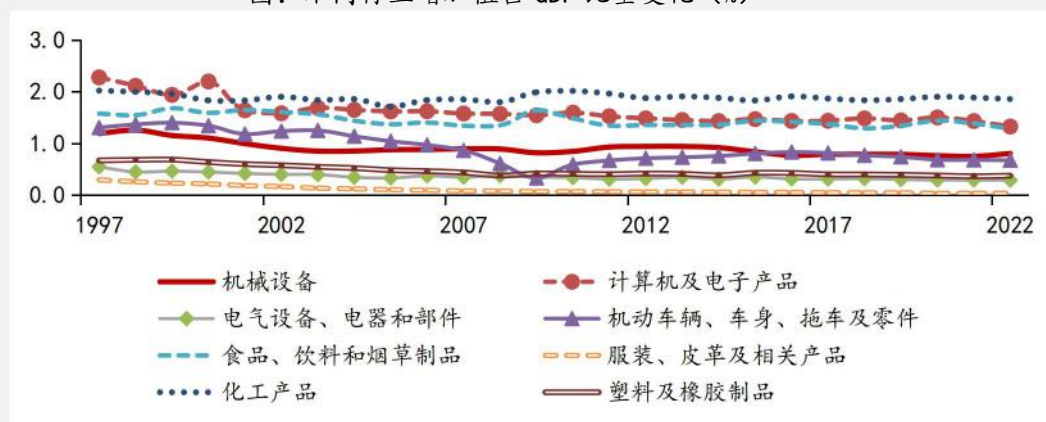 3.0
2.0
1.0
0.0
1997 2002 2007 2012 2017 2022
机械设备 计算机及电子产品
电气设备、电器和部件 机动车辆、车身、拖车及零件
食品、饮料和烟草制品 服装、皮革及相关产品
化工产品 塑料及橡胶制品